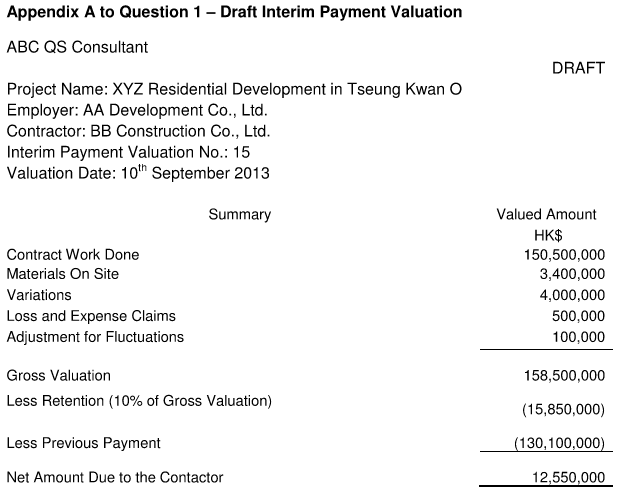 Appendix A to Question 1 – Draft Interim Payment Valuation
ABC QS Consultant
DRAFT
Project Name: XYZ Residential Development in Tseung Kwan O
Employer: AA Development Co., Ltd.
Contractor: BB Construction Co., Ltd.
Interim Payment Valuation No.: 15
Valuation Date: 10th September 2013
Summary Valued Amount
HK$
Contract Work Done 150,500,000
Materials On Site 3,400,000
Variations 4,000,000
Loss and Expense Claims 500,000
Adjustment for Fluctuations 100,000
Gross Valuation 158,500,000
Less Retention (10% of Gross Valuation) (15,850,000)
Less Previous Payment (130,100,000)
Net Amount Due to the Contactor 12,550,000